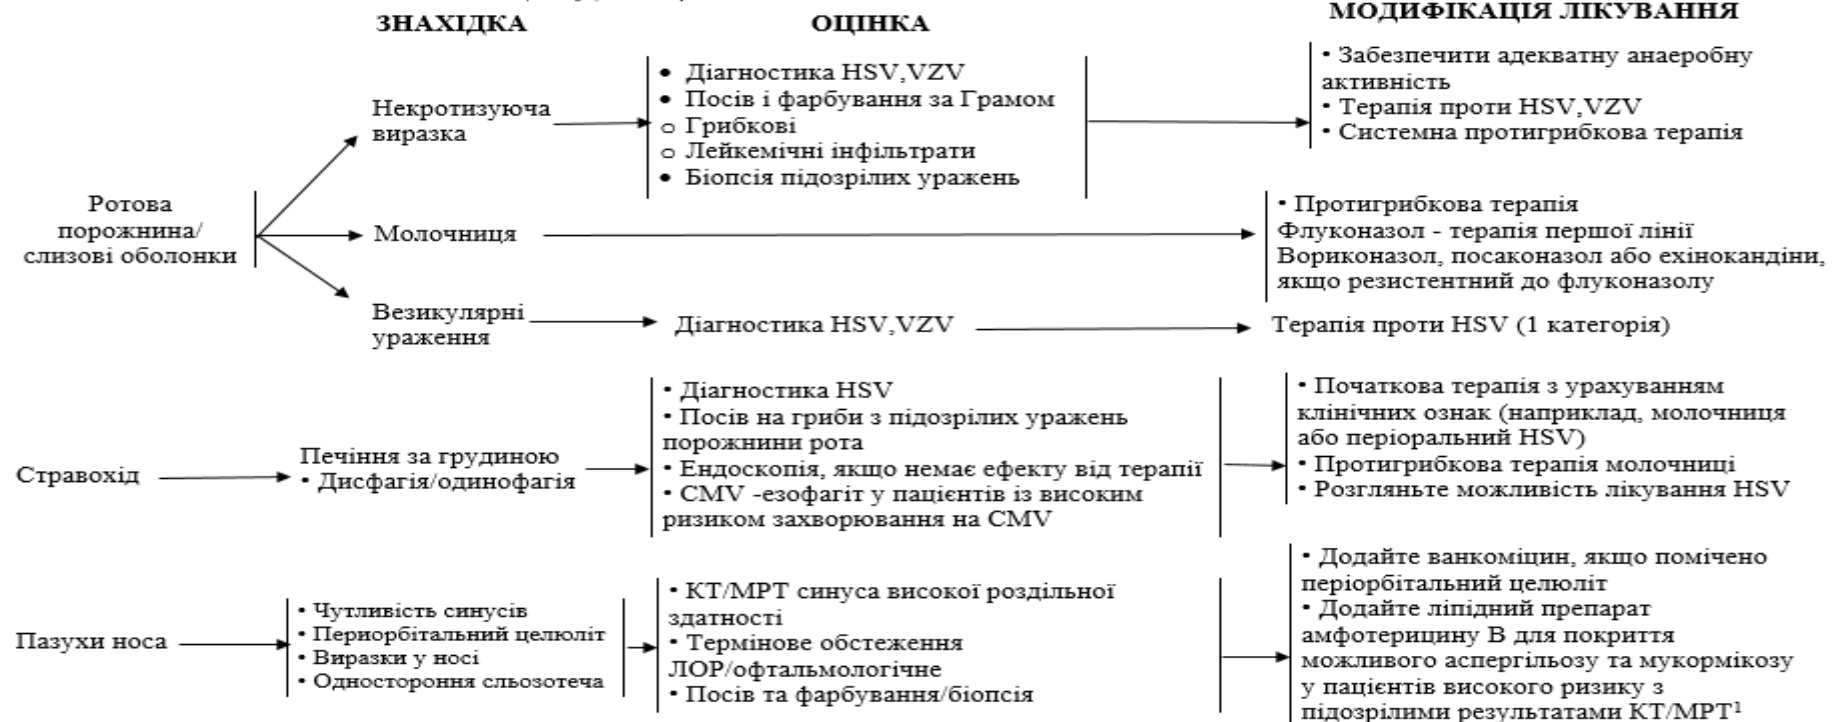 ЗНАХІДКА
ОЦІНКА
МОДИФІКАЦІЯ ЛІКУВАННЯ
Ротова
порожнина/
слизові оболонки
Некротизуюча
виразка
• Діагностика HSV,VZV
• Посів і фарбування за Грамом
o Грибкові
o Лейкемічні інфільтрати
• Біопсія підозрілих уражень
• Забезпечити адекватну анаеробну
активність
• Терапія проти HSV,VZV
• Системна протигрибкова терапія
Молочниця
• Протигрибкова терапія
Флуконазол - терапія першої лінії
Вориконазол, посаконазол або ехінокандіни,
якщо резистентний до флуконазолу
Везикулярні
ураження
Діагностика HSV,VZV
Терапія проти HSV (1 категорія)
Стравохід
Печіння за грудиною
• Дисфагія/одинофагія
• Діагностика HSV
• Посів на гриби з підозрілих уражень
порожнини рота
• Ендоскопія, якщо немає ефекту від терапії
• CMV -езофагіт у пацієнтів із високим
ризиком захворювання на CMV
• Початкова терапія з урахуванням
клінічних ознак (наприклад, молочниця
або періоральний HSV)
• Протигрибкова терапія молочниці
• Розгляньте можливість лікування HSV
Пазухи носа
• Чутливість синусів
• Периорбітальний целюліт
• Виразки у носі
• Одностороння сльозотеча
• КТ/МРТ синуса високої роздільної
здатності
• Термінове обстеження
ЛОР/офтальмологічне
• Посів та фарбування/біопсія
• Додайте ванкоміцин, якщо помічено
періорбітальний целюліт
• Додайте ліпідний препарат
амфотерицину В для покриття
можливого аспергільозу та мукормікозу
у пацієнтів високого ризику з
підозрілими результатами КТ/МРТ¹